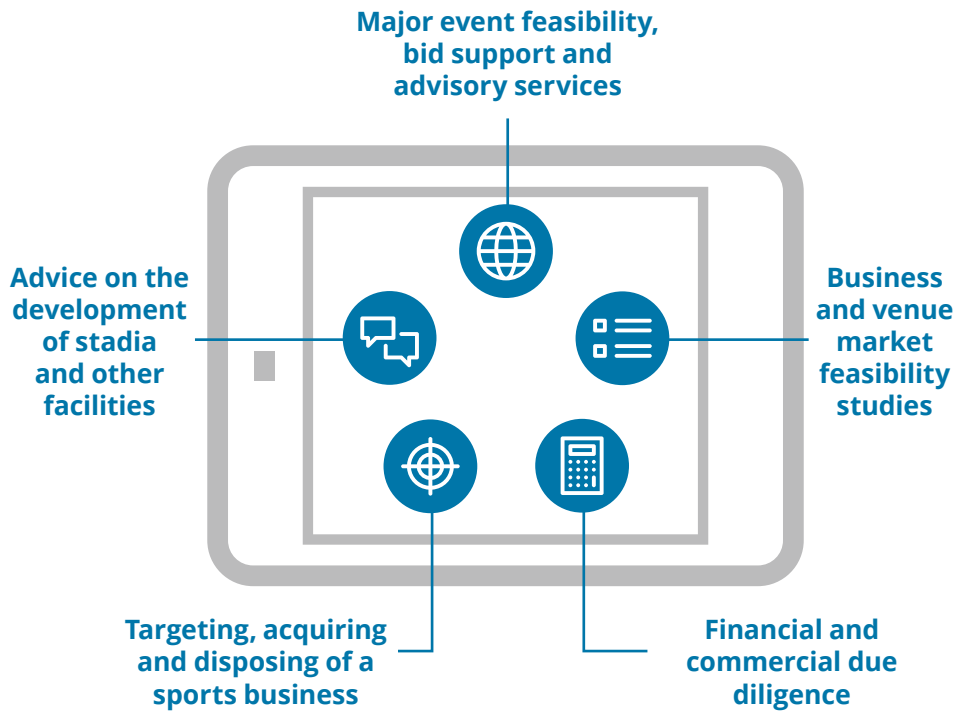 Major event feasibility,
bid support and
advisory services
Advice on the
development
of stadia
and other
facilities
Business
and venue
market
feasibility
studies
Targeting, acquiring
and disposing of a
sports business
Financial and
commercial due
diligence